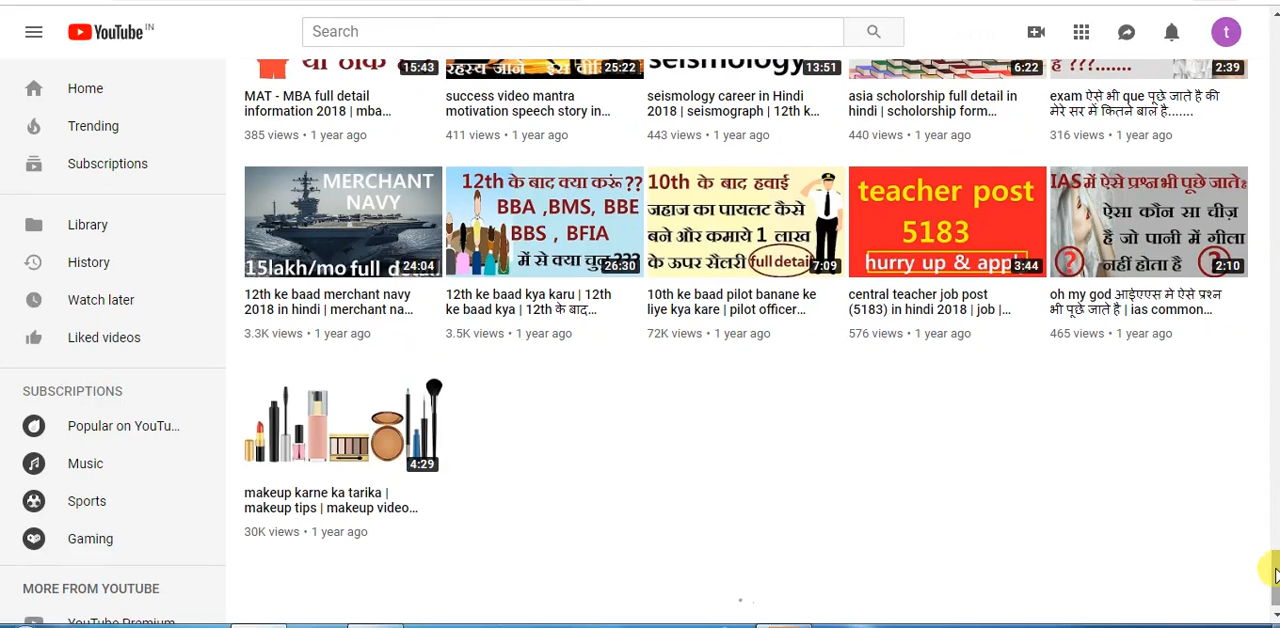 YouTube IN
Search
t
Home
Trending
Subscriptions
Library
History
Watch later
Liked videos
SUBSCRIPTIONS
Popular on YouTu...
Music
Sports
Gaming
MORE FROM YOUTUBE
YouTube Premium
15:43
रहस्य जाने इस वी
25:22
seismology
13:51
6:22
है ???.......
2:39
MAT - MBA full detail
information 2018 | mba...
385 views • 1 year ago
success video mantra
motivation speech story in...
411 views • 1 year ago
seismology career in Hindi
2018 | seismograph | 12th k...
443 views • 1 year ago
asia scholorship full detail in
hindi | scholorship form...
440 views • 1 year ago
exam ऐसे भी que पूछे जाते है की
मेरे सर में कितने बाल है.......
316 views • 1 year ago
MERCHANT
NAVY
15lakh/mo full d
24:04
12th के बाद क्या करूं??
BBA ,BMS, BBE
BBS , BFIA
में से क्या चुन
26:30
10th के बाद हवाई
जहाज का पायलट कैसे
बने और कमाये 1 लाख
के ऊपर सैलरी full detai
7:09
teacher post
5183
hurry up & appl
3:44
IAS में ऐसे प्रश्न भी पूछे जाते है
ऐसा कौन सा चीज़
है जो पानी में गीला
नहीं होता है
?
?
2:10
12th ke baad merchant navy
2018 in hindi | merchant na...
3.3K views • 1 year ago
12th ke baad kya karu | 12th
ke baad kya | 12th के बाद...
3.5K views • 1 year ago
10th ke baad pilot banane ke
liye kya kare | pilot officer...
72K views • 1 year ago
central teacher job post
(5183) in hindi 2018 | job |...
576 views • 1 year ago
oh my god आईएएस मे ऐसे प्रश्न
भी पूछे जाते है | ias common...
465 views • 1 year ago
4:29
makeup karne ka tarika |
makeup tips | makeup video...
30K views • 1 year ago